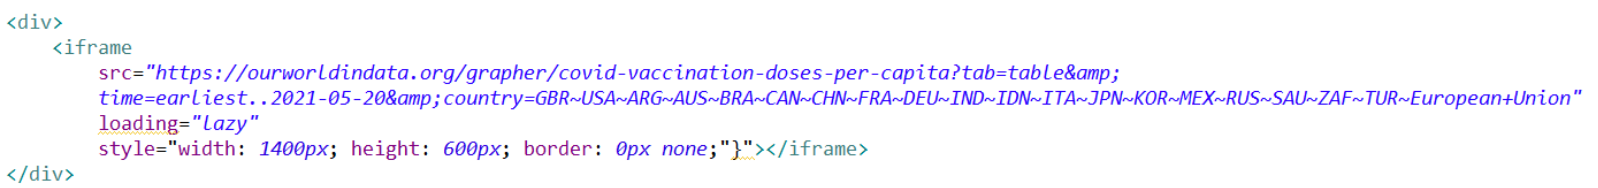 <div>
<iframe
src="https://ourworldindata.org/grapher/covid-vaccination-doses-per-capita?tab=table&amp;
time=earliest..2021-05-20&amp;country=GBR~USA~ARG~AUS~BRA~CAN~CHN~FRA~DEU~IND~IDN~ITA~JPN~KOR~MEX~RUS~SAU~ZAF~TUR~European+Union"
loading="lazy"
style="width: 1400px; height: 600px; border: 0px none;"}"></iframe>
</div>